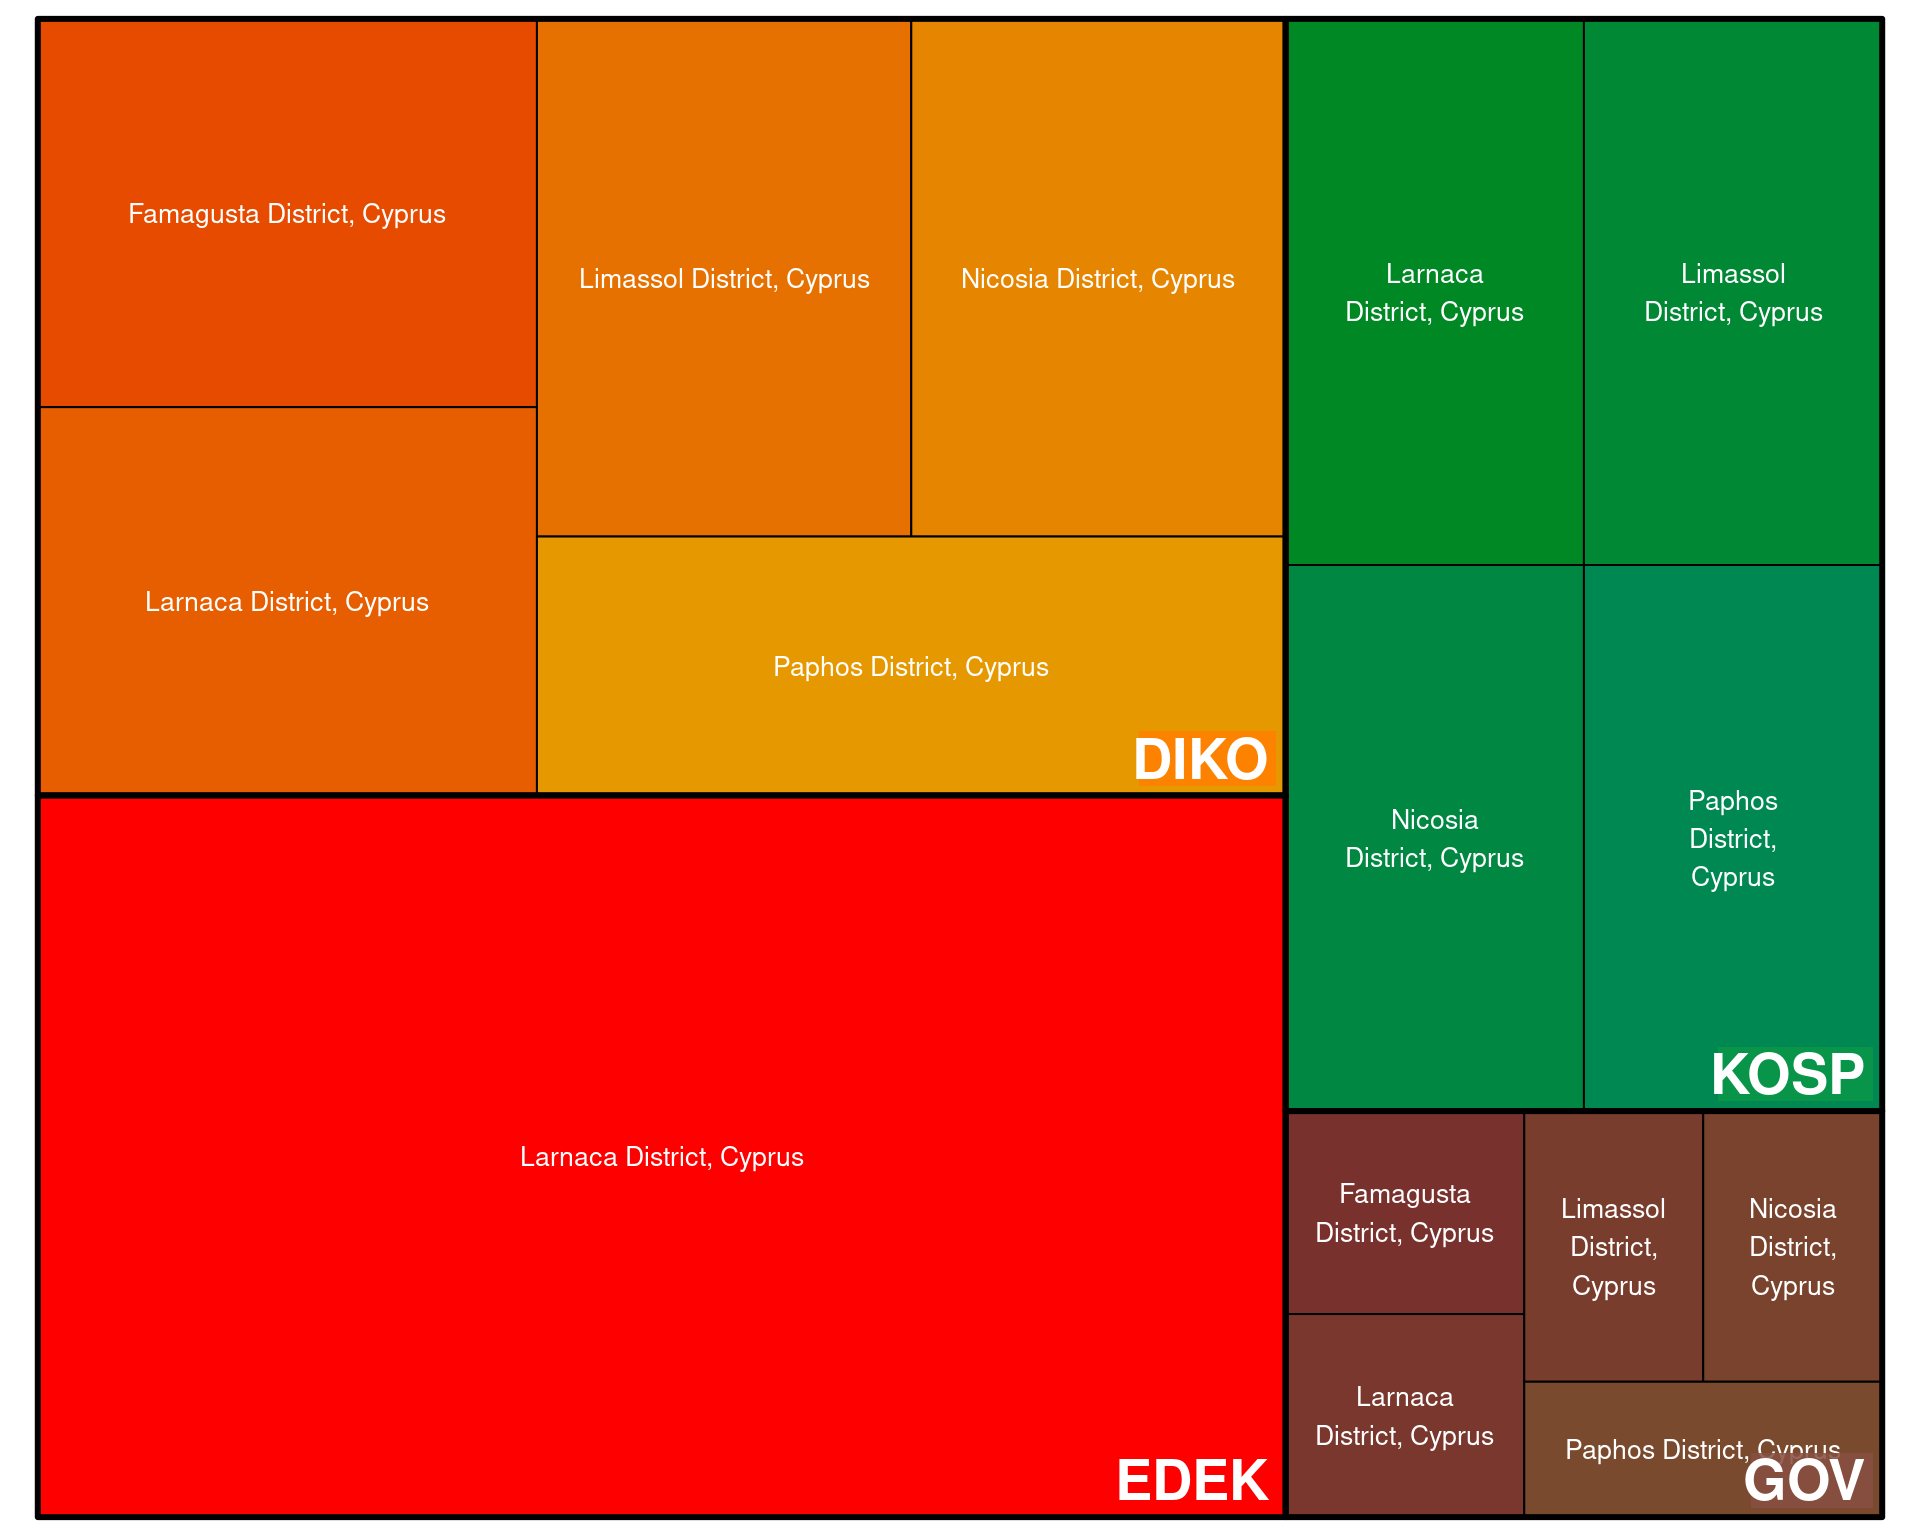 Famagusta District, Cyprus
Limassol District, Cyprus
Nicosia District, Cyprus
Larnaca District, Cyprus
Paphos District, Cyprus
DIKO
Larnaca District, Cyprus
EDEK
Larnaca
District, Cyprus
Limassol
District, Cyprus
Nicosia
District, Cyprus
Paphos
District,
Cyprus
KOSP
Famagusta
District, Cyprus
Limassol
District,
Cyprus
Nicosia
District,
Cyprus
Larnaca
District, Cyprus
Paphos District, Cyprus
GOV